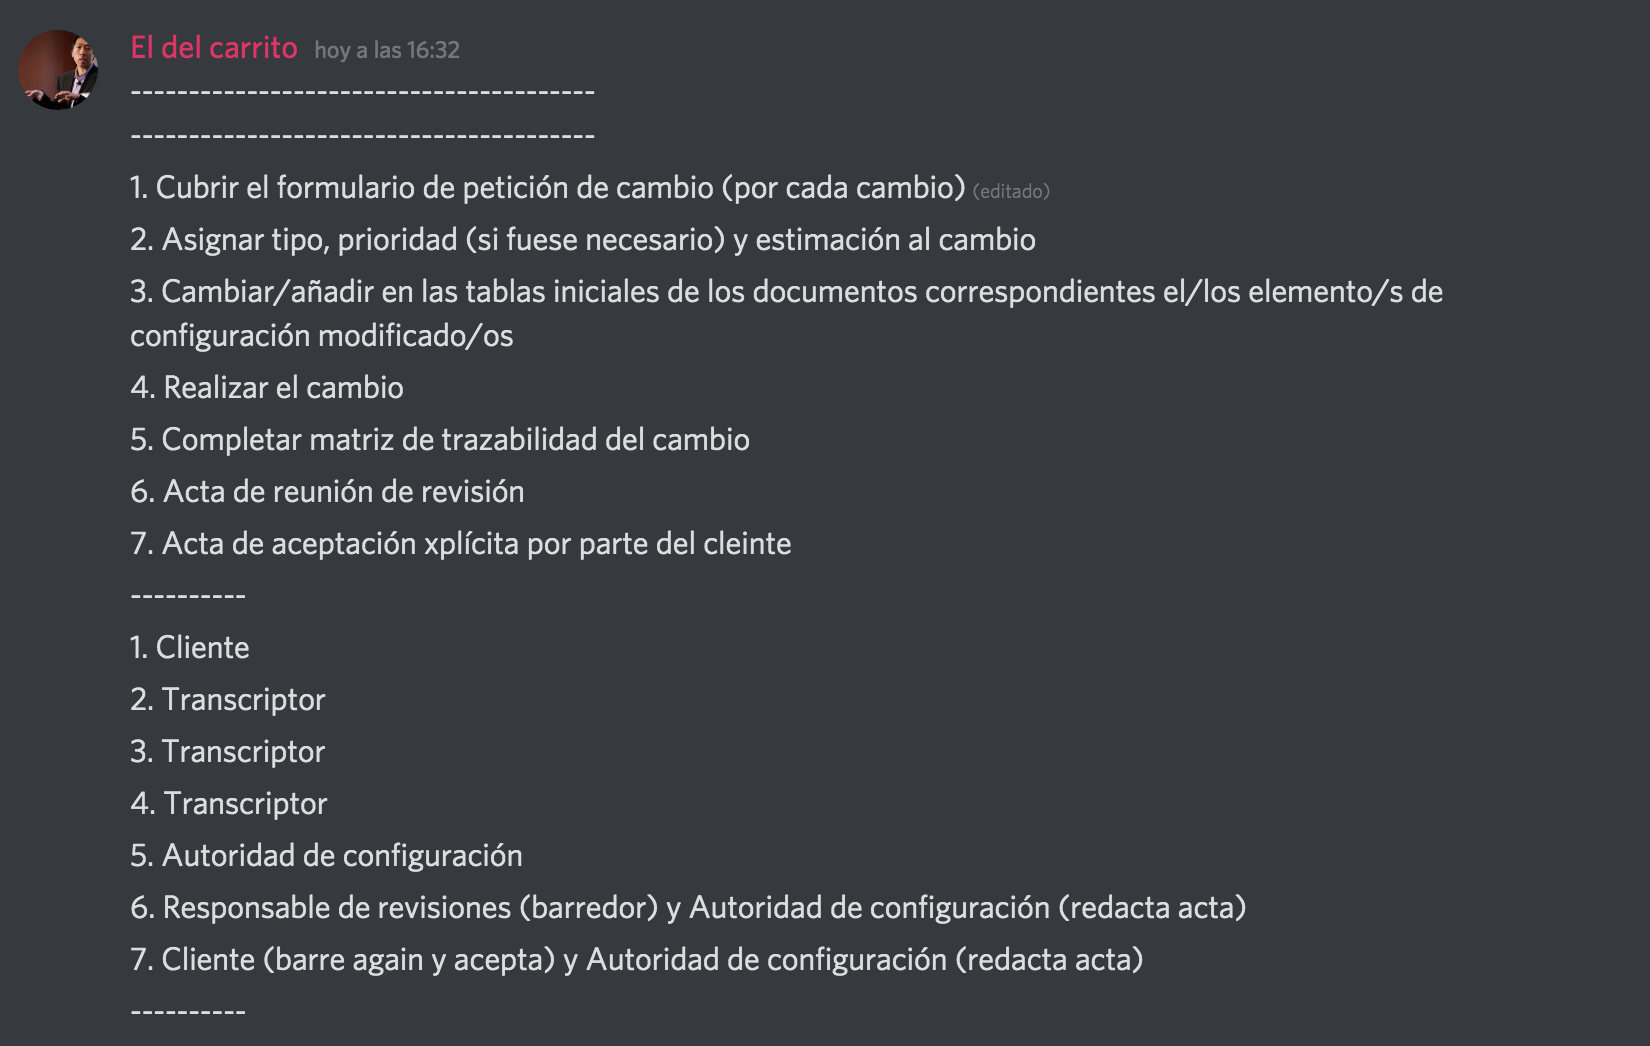 El del carrito hoy a las 16:32
----------------------------------------
----------------------------------------
1. Cubrir el formulario de petición de cambio (por cada cambio) (editado)
2. Asignar tipo, prioridad (si fuese necesario) y estimación al cambio
3. Cambiar/añadir en las tablas iniciales de los documentos correspondientes el/los elemento/s de
configuración modificado/os
4. Realizar el cambio
5. Completar matriz de trazabilidad del cambio
6. Acta de reunión de revisión
7. Acta de aceptación xplícita por parte del cleinte
----------
1. Cliente
2. Transcriptor
3. Transcriptor
4. Transcriptor
5. Autoridad de configuración
6. Responsable de revisiones (barredor) y Autoridad de configuración (redacta acta)
7. Cliente (barre again y acepta) y Autoridad de configuración (redacta acta)
----------